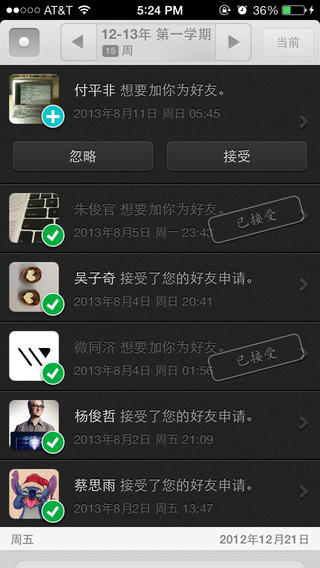 AT&T 5:24 PM
12-13年 第一学期
15 周
当前
付平非 想要加你为好友。
2013年8月11日 周日 05:45
忽略 接受
朱俊官 想要加你为好友。
2013年8月5日 周一 23:43
已接受
吴子奇 接受了您的好友申请。
2013年8月4日 周日 20:41
微同济 想要加你为好友。
2013年8月4日 周日 01:56
已接受
杨俊哲 接受了您的好友申请。
2013年8月2日 周五 21:09
蔡思雨 接受了您的好友申请。
2013年8月2日 周五 13:47
周五 2012年12月21日